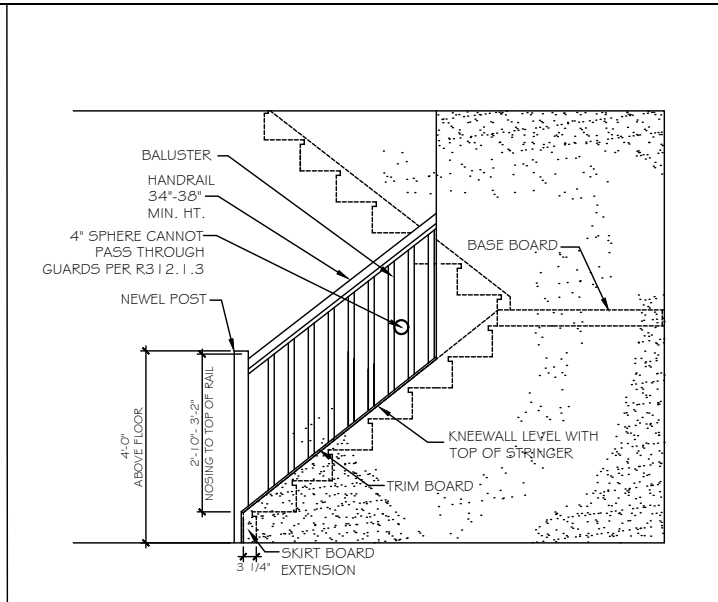 BALUSTER
HANDRAIL
34"-38"
MIN. HT.
4" SPHERE CANNOT
PASS THROUGH
GUARDS PER R312.1.3
NEWEL POST
BASE BOARD
4'-0"
ABOVE FLOOR
2'-10"- 3'-2"
NOSING TO TOP OF RAIL
KNEEWALL LEVEL WITH
TOP OF STRINGER
TRIM BOARD
SKIRT BOARD
EXTENSION
3 1/4"